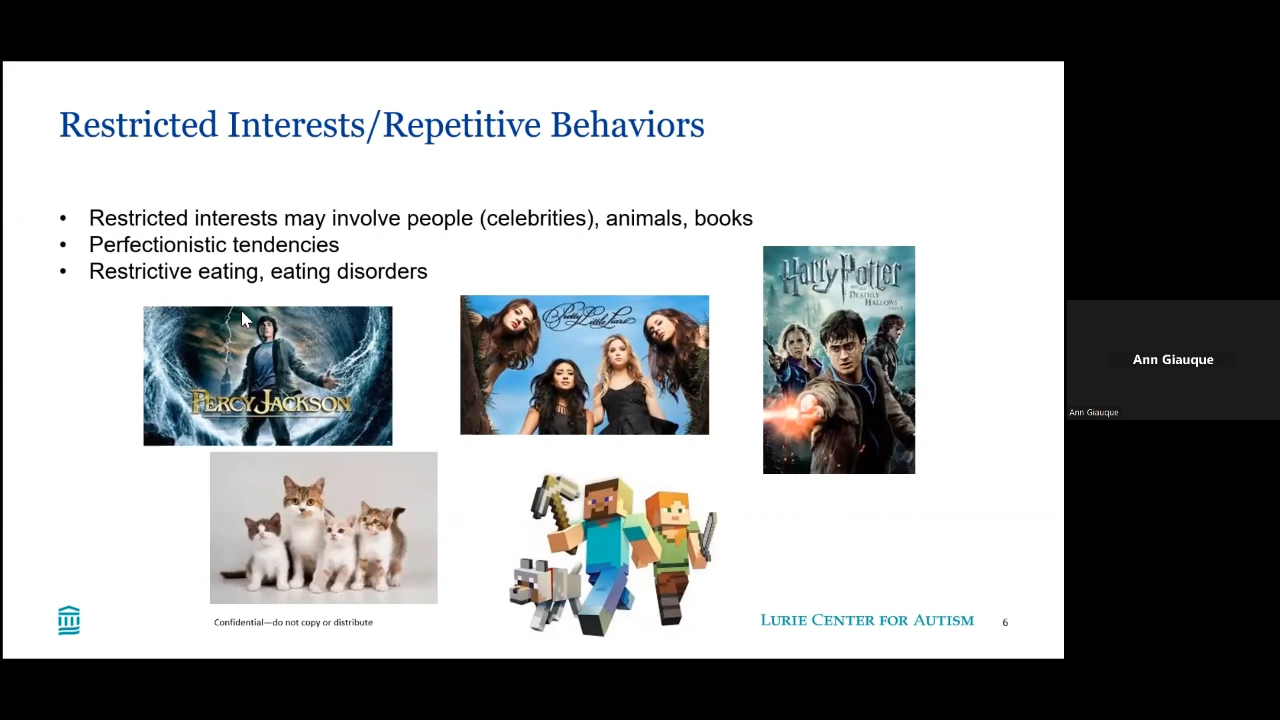 Restricted Interests/Repetitive Behaviors
• Restricted interests may involve people (celebrities), animals, books
• Perfectionistic tendencies
• Restrictive eating, eating disorders
PERCY JACKSON
Pretty Little Liars
Harry Potter
AND THE
DEATHLY
HALLOWS
Confidential—do not copy or distribute
LURIE CENTER FOR AUTISM
6
Ann Giauque
Ann Giauque